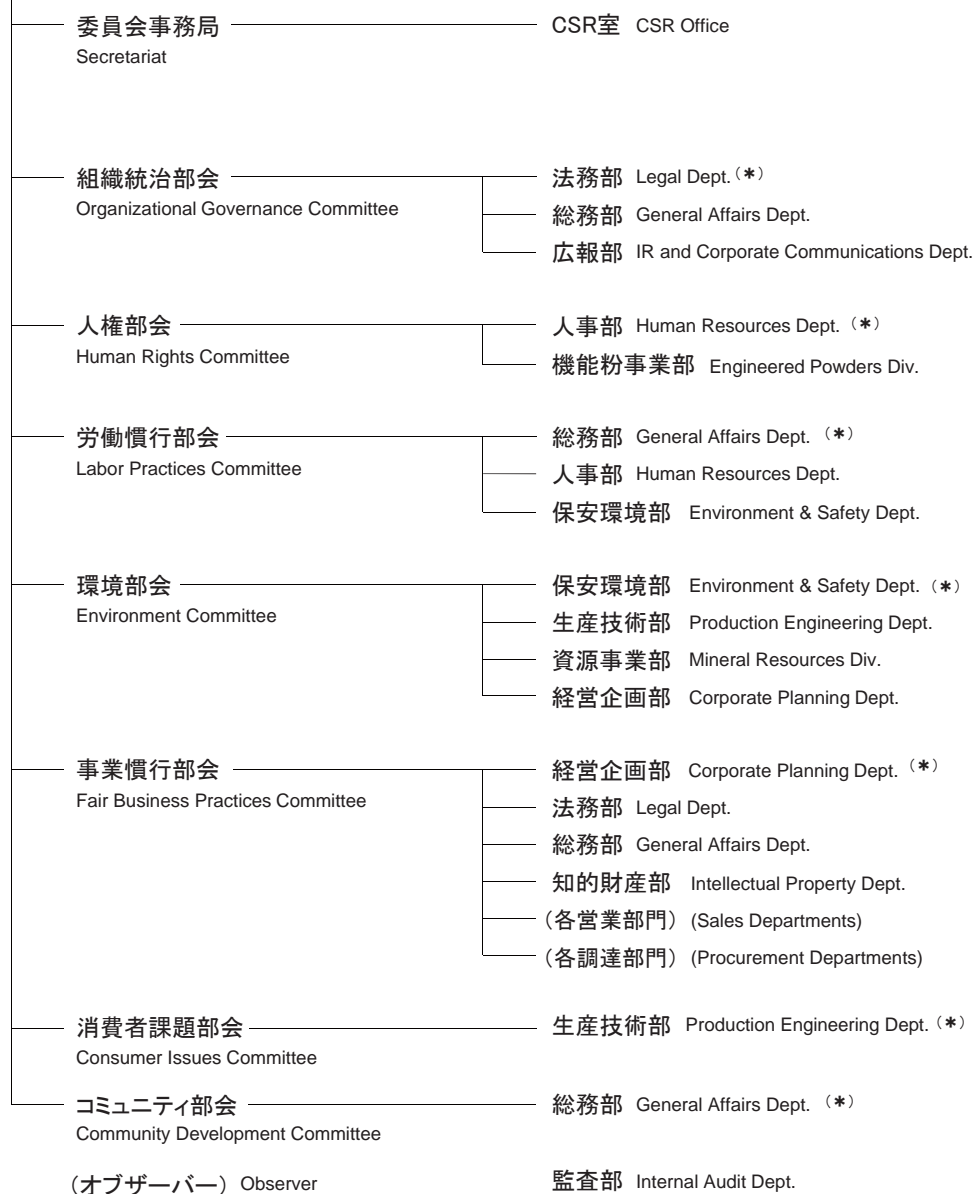 委員会事務局 CSR室 CSR Office
Secretariat
組織統治部会 法務部 Legal Dept.（*）
Organizational Governance Committee 総務部 General Affairs Dept.
広報部 IR and Corporate Communications Dept.
人権部会 人事部 Human Resources Dept. （*）
Human Rights Committee 機能粉事業部 Engineered Powders Div.
労働慣行部会 総務部 General Affairs Dept. （*）
Labor Practices Committee 人事部 Human Resources Dept.
保安環境部 Environment & Safety Dept.
環境部会 保安環境部 Environment & Safety Dept. （*）
Environment Committee 生産技術部 Production Engineering Dept.
資源事業部 Mineral Resources Div.
経営企画部 Corporate Planning Dept.
事業慣行部会 経営企画部 Corporate Planning Dept. （*）
Fair Business Practices Committee 法務部 Legal Dept.
総務部 General Affairs Dept.
知的財産部 Intellectual Property Dept.
（各営業部門） (Sales Departments)
（各調達部門） (Procurement Departments)
消費者課題部会 生産技術部 Production Engineering Dept.（*）
Consumer Issues Committee
コミュニティ部会 総務部 General Affairs Dept. （*）
Community Development Committee
（オブザーバー） Observer 監査部 Internal Audit Dept.